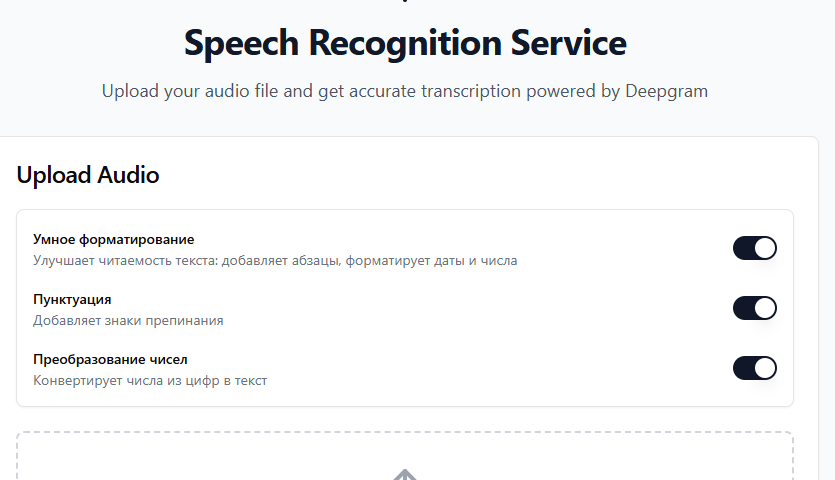 Speech Recognition Service
Upload your audio file and get accurate transcription powered by Deepgram
Upload Audio
Умное форматирование
Улучшает читаемость текста: добавляет абзацы, форматирует даты и числа
Пунктуация
Добавляет знаки препинания
Преобразование чисел
Конвертирует числа из цифр в текст